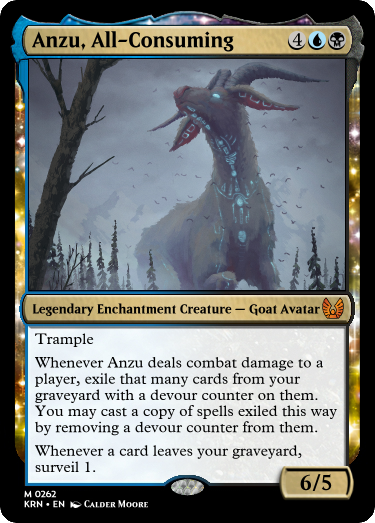 Anzu, All-Consuming 4
Legendary Enchantment Creature — Goat Avatar
Trample
Whenever Anzu deals combat damage to a
player, exile that many cards from your
graveyard with a devour counter on them.
You may cast a copy of spells exiled this way
by removing a devour counter from them.
Whenever a card leaves your graveyard,
surveil 1.
6/5
M 0262
KRN • EN Calder Moore